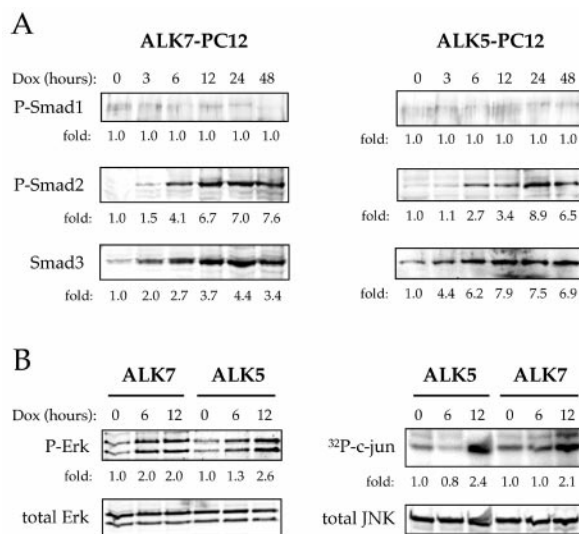 A
ALK7-PC12 ALK5-PC12
Dox (hours): 0 3 6 12 24 48 0 3 6 12 24 48
P-Smad1
fold: 1.0 1.0 1.0 1.0 1.0 1.0 1.0 1.0 1.0 1.0 1.0 1.0
P-Smad2
fold: 1.0 1.5 4.1 6.7 7.0 7.6 1.0 1.1 2.7 3.4 8.9 6.5
Smad3
fold: 1.0 2.0 2.7 3.7 4.4 3.4 1.0 4.4 6.2 7.9 7.5 6.9
B
ALK7 ALK5 ALK5 ALK7
Dox (hours): 0 6 12 0 6 12 Dox (hours): 0 6 12 0 6 12
P-Erk ³²P-c-jun
fold: 1.0 2.0 2.0 1.0 1.3 2.6 fold: 1.0 0.8 2.4 1.0 1.0 2.1
total Erk total JNK